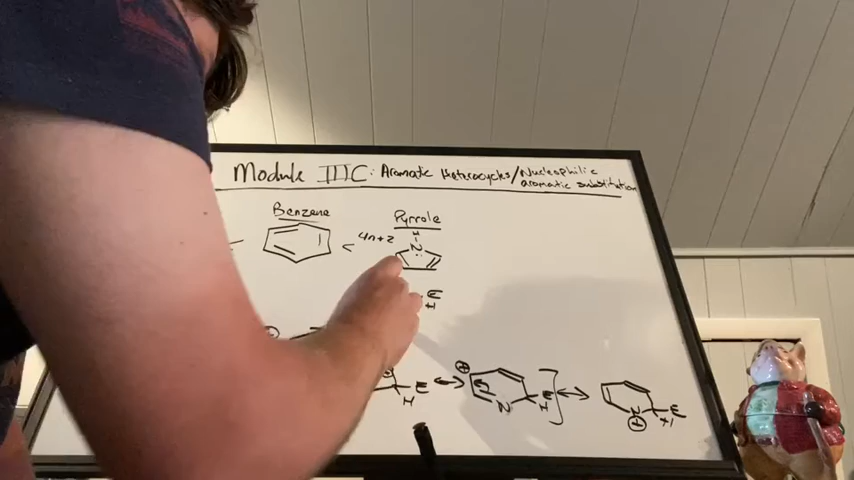 Module IIIC: Aromatic Heterocycles/Nucleophilic
aromatic substitution
Benzene
Pyrrole
< 4n+2
H
N
E
H
E
H
⊕
N
E
H
N
⊕
E
H